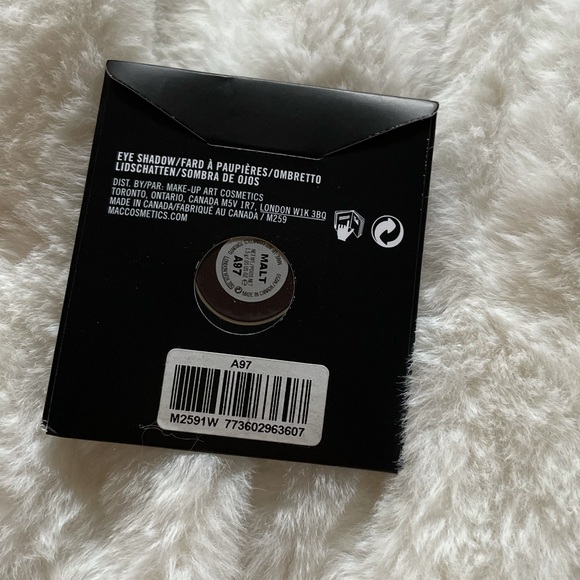 EYE SHADOW/FARD À PAUPIÈRES/OMBRETTO
LIDSCHATTEN/SOMBRA DE OJOS
DIST. BY/PAR: MAKE-UP ART COSMETICS
TORONTO, ONTARIO, CANADA M5V 1R7, LONDON W1K 3BQ
MADE IN CANADA/FABRIQUÉ AU CANADA / M259
MACCOSMETICS.COM
MALT
A97
A97
M2591W 773602963607